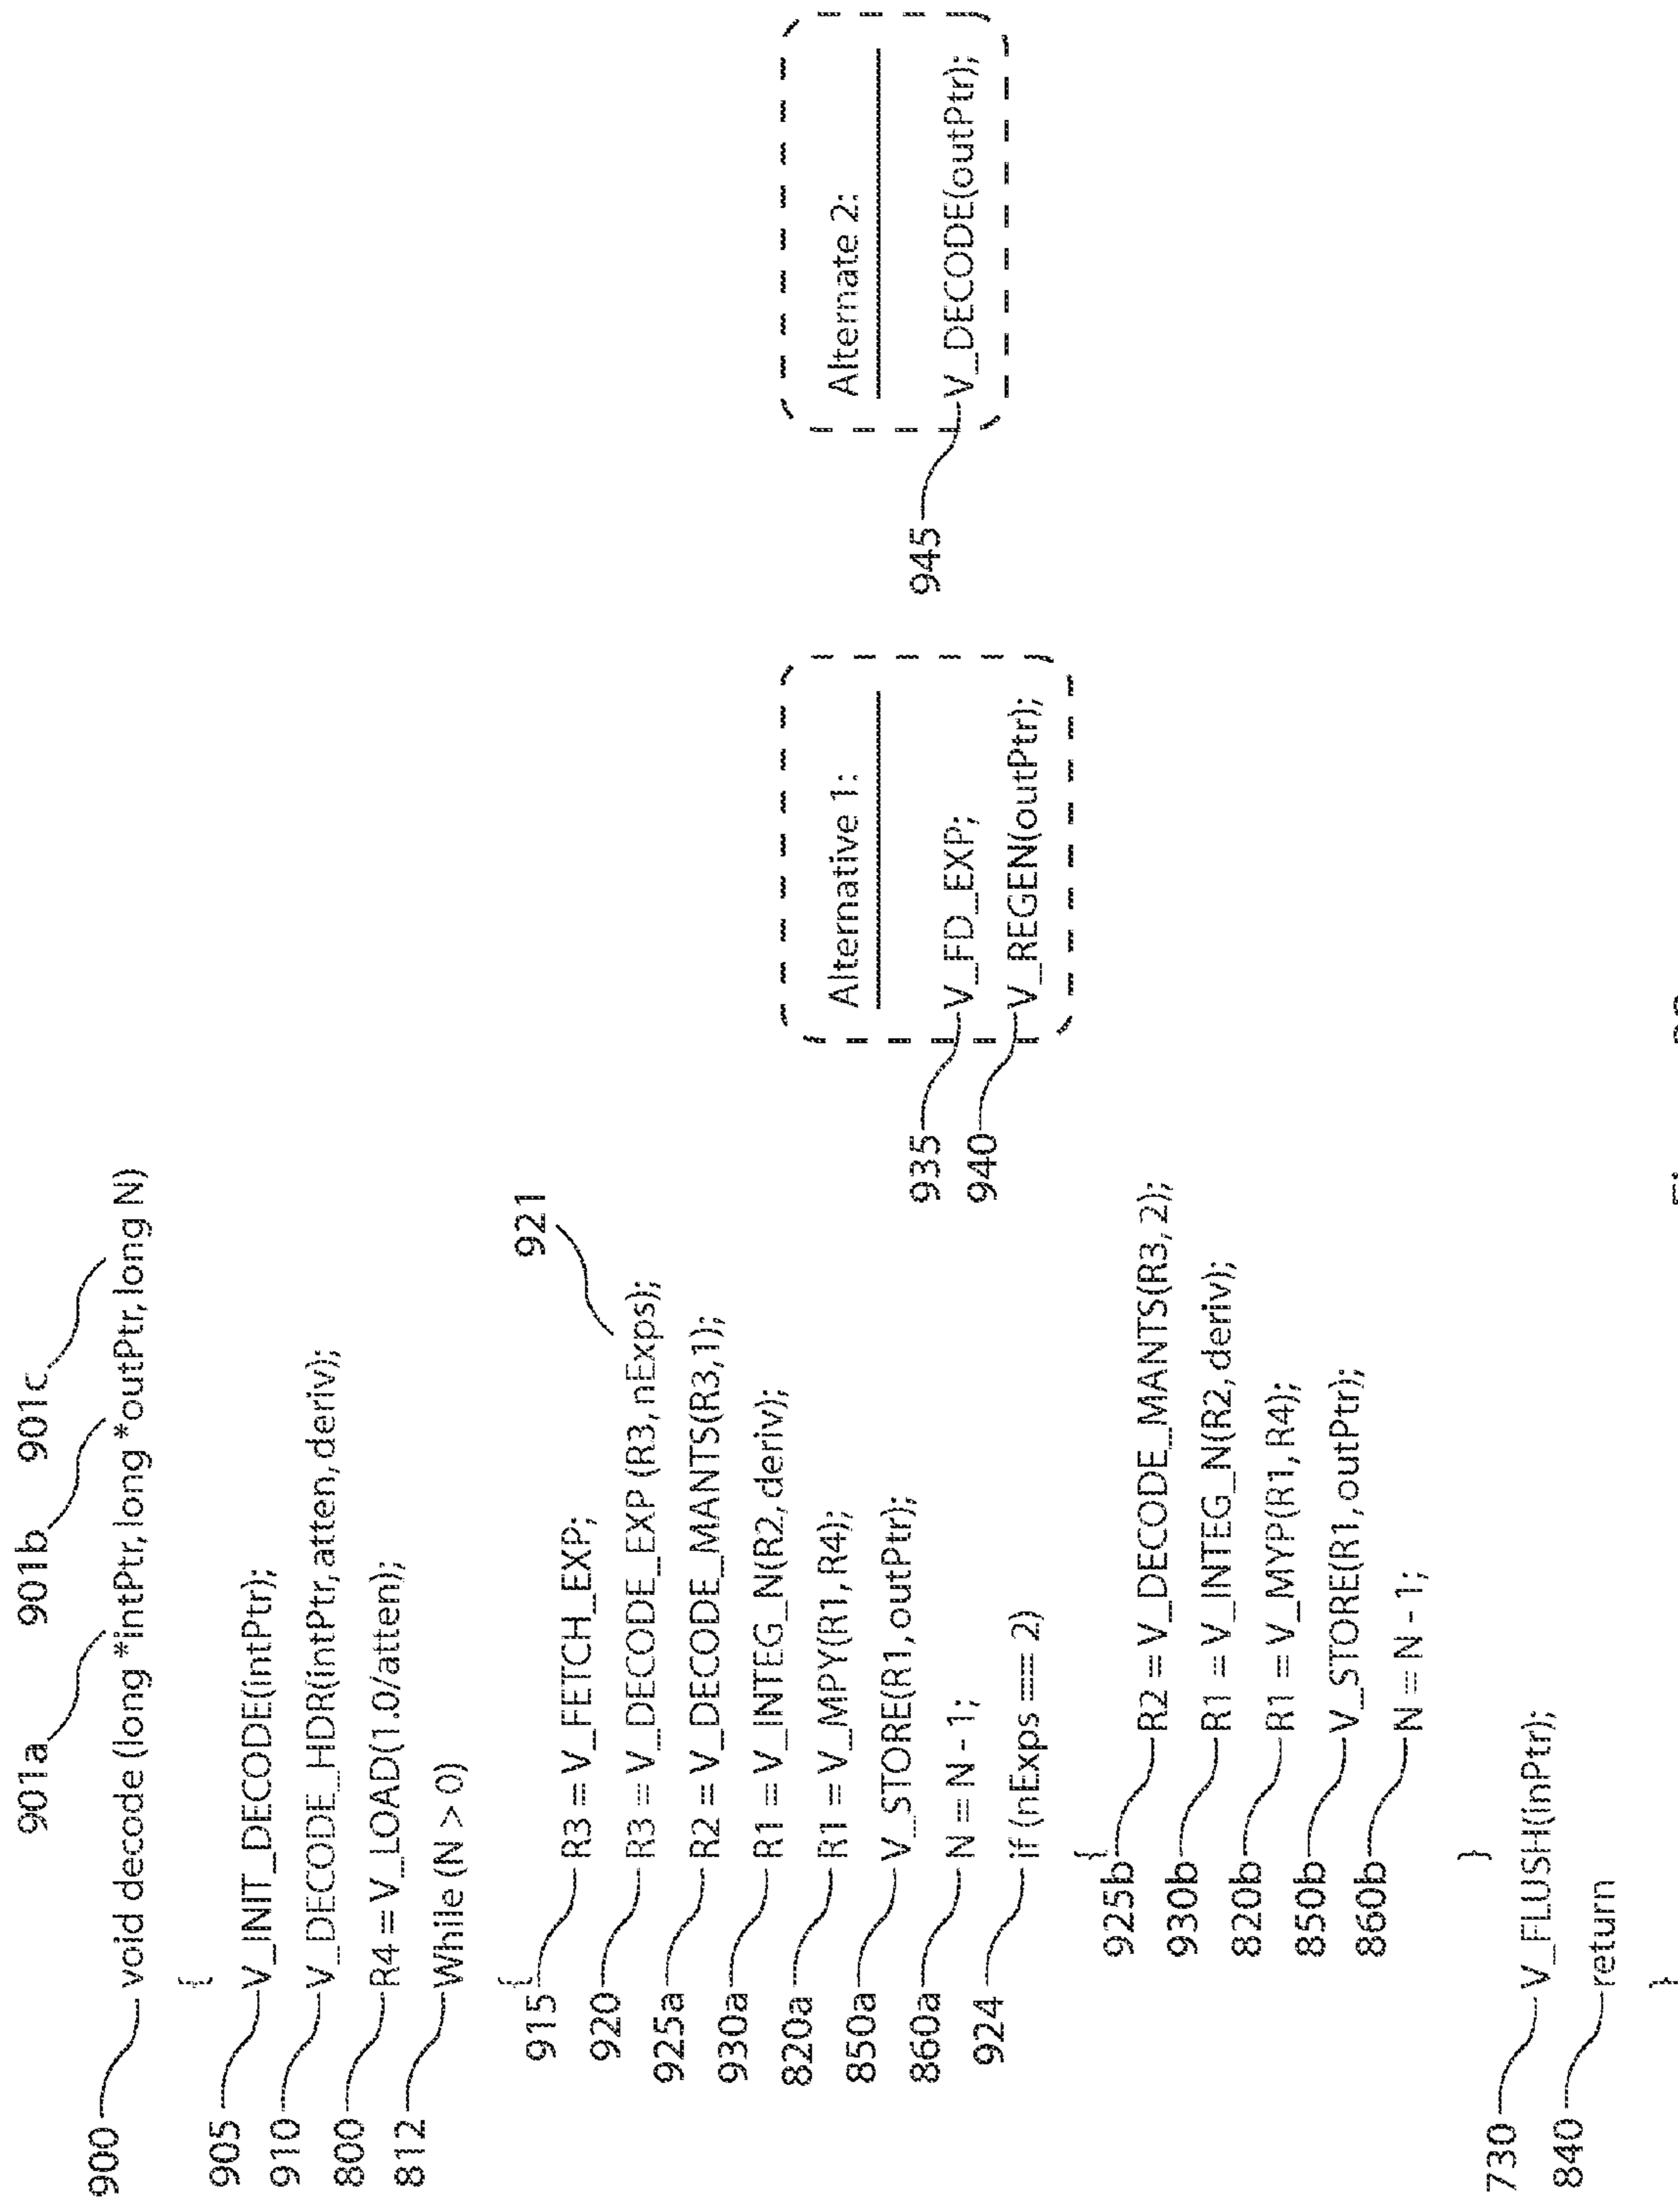 901a 901b 901c
900 void decode (long *intPtr, long *outPtr, long N)
{
905 V_INIT_DECODE(intPtr);
910 V_DECODE_HDR(intPtr, atten, deriv);
800 R4 = V_LOAD(1.0/atten);
812 While (N > 0)
{
921
915 R3 = V_FETCH_EXP;
920 R3 = V_DECODE_EXP (R3, nExps);
925a R2 = V_DECODE_MANTS(R3,1);
930a R1 = V_INTEG_N(R2, deriv);
820a R1 = V_MPY(R1, R4);
850a V_STORE(R1, outPtr);
860a N = N - 1;
924 if (nExps == 2)
{
925b R2 = V_DECODE_MANTS(R3, 2);
930b R1 = V_INTEG_N(R2, deriv);
820b R1 = V_MYP(R1, R4);
850b V_STORE(R1, outPtr);
860b N = N - 1;
}
730 V_FLUSH(inPtr);
840 return
}
Alternative 1:
935 V_FD_EXP;
940 V_REGEN(outPtr);
Alternate 2:
945 V_DECODE(outPtr);